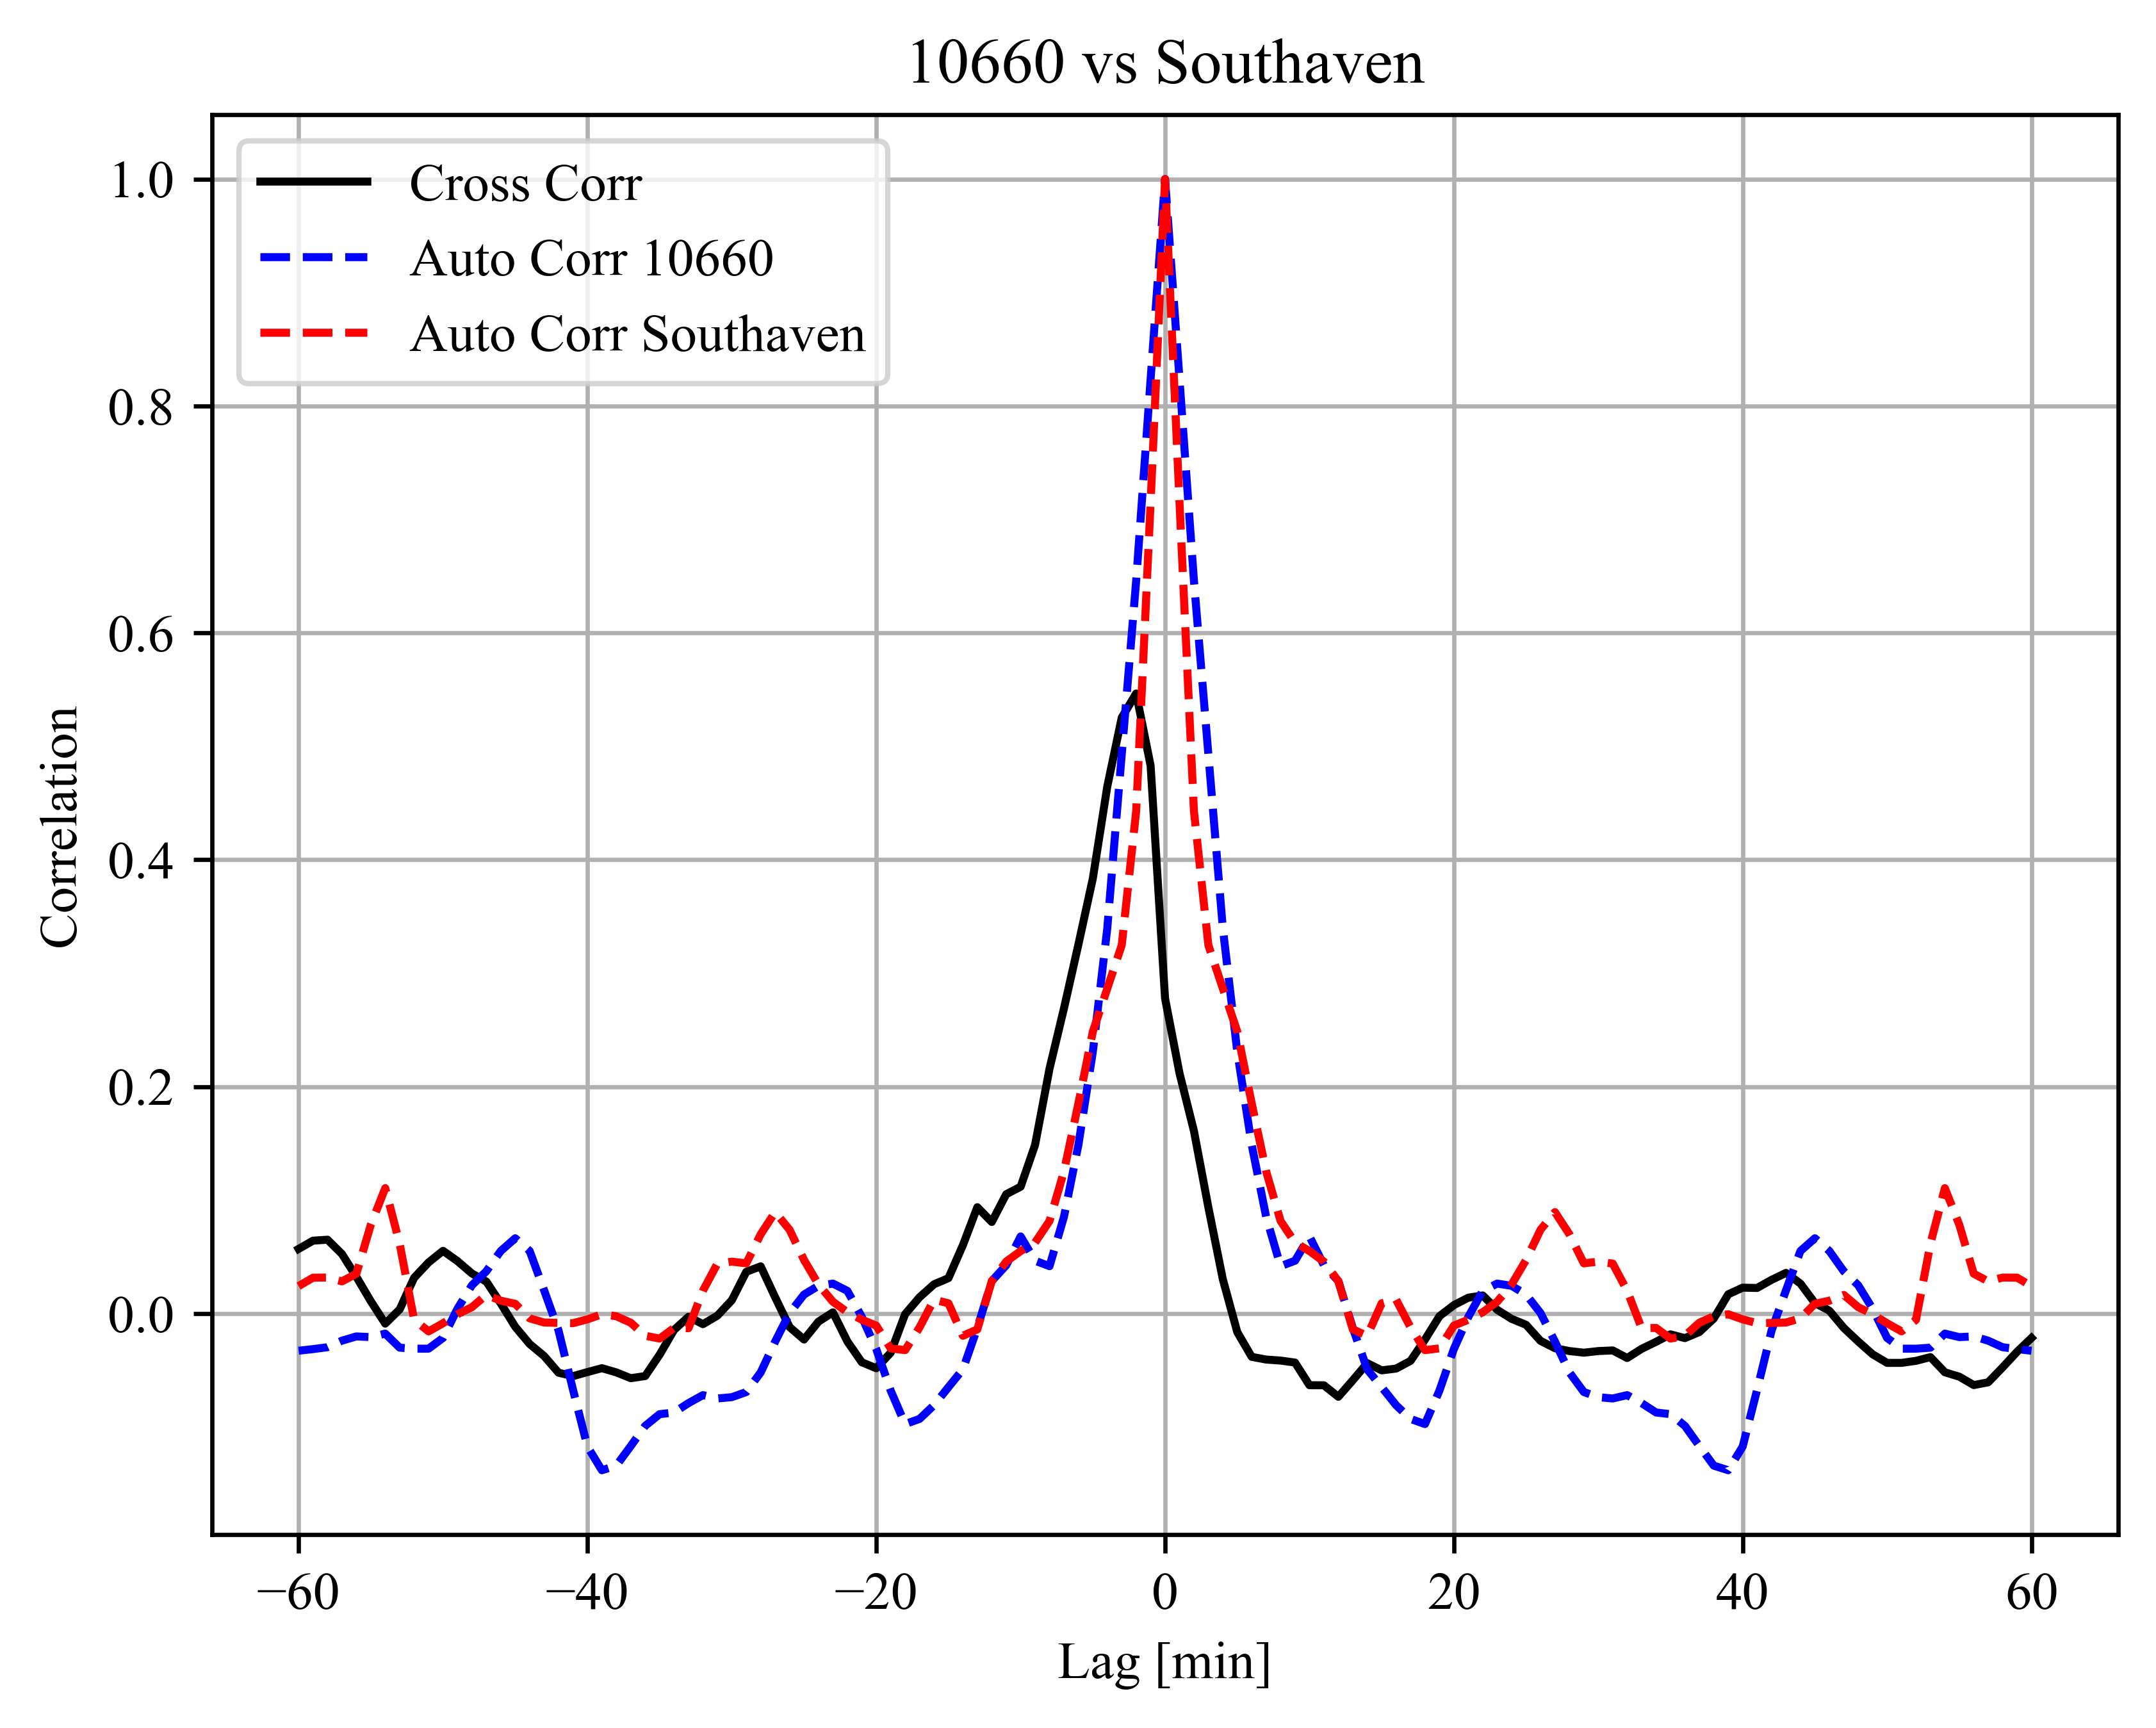 10660 vs Southaven
Cross Corr
Auto Corr 10660
Auto Corr Southaven
1.0
0.8
0.6
0.4
0.2
0.0
Correlation
−60
−40
−20
0
20
40
60
Lag [min]